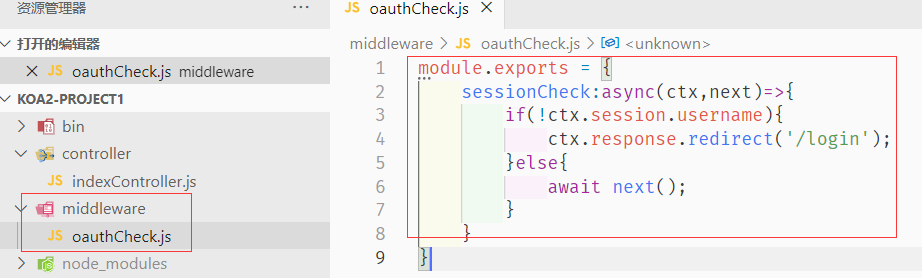 资源管理器
···
打开的编辑器
× JS oauthCheck.js middleware
KOA2-PROJECT1
bin
controller
JS indexController.js
middleware
JS oauthCheck.js
node_modules
JS oauthCheck.js ×
middleware > JS oauthCheck.js > <unknown>
1 module.exports = {
2 sessionCheck:async(ctx,next)=>{
3 if(!ctx.session.username){
4 ctx.response.redirect('/login');
5 }else{
6 await next();
7 }
8 }
9 }